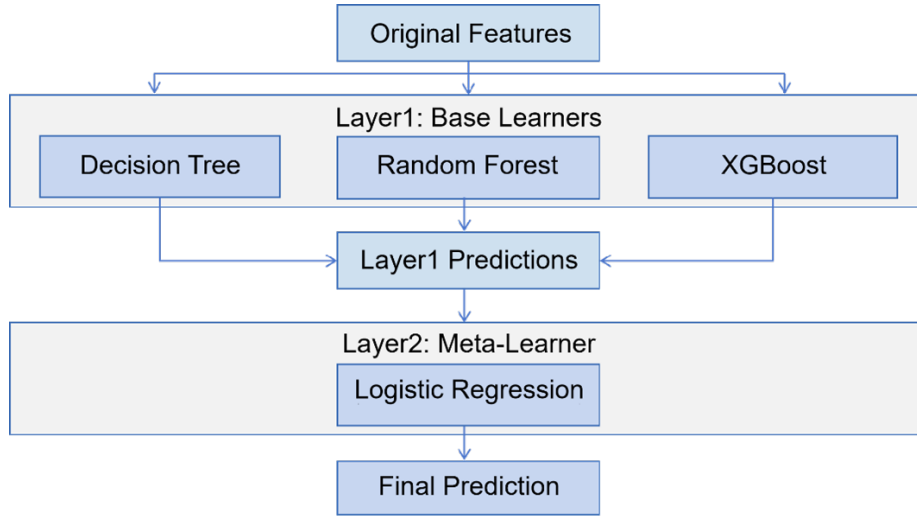 Original Features
Layer1: Base Learners
Decision Tree
Random Forest
XGBoost
Layer1 Predictions
Layer2: Meta-Learner
Logistic Regression
Final Prediction